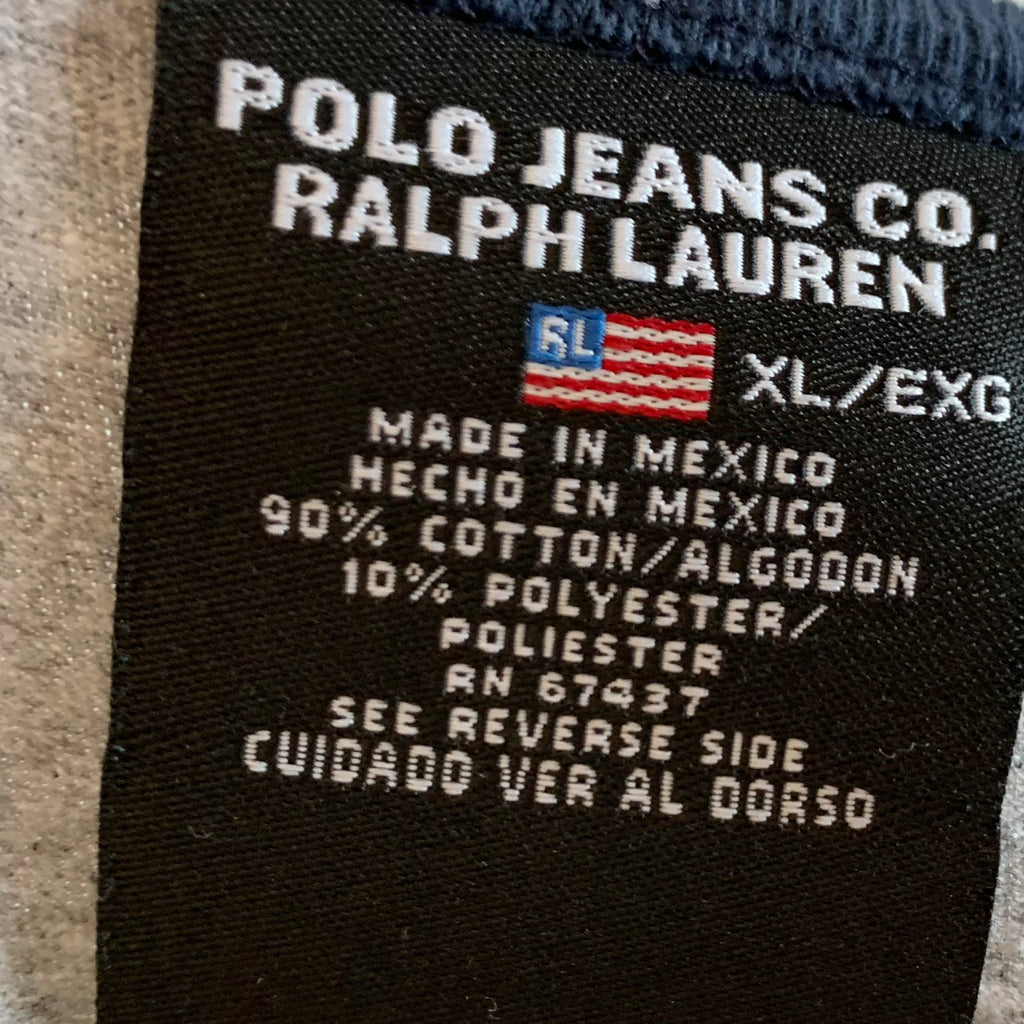 POLO JEANS CO.
RALPH LAUREN
RL
XL/EXG
MADE IN MEXICO
HECHO EN MEXICO
90% COTTON/ALGODON
10% POLYESTER/
POLIESTER
RN 67437
SEE REVERSE SIDE
CUIDADO VER AL DORSO